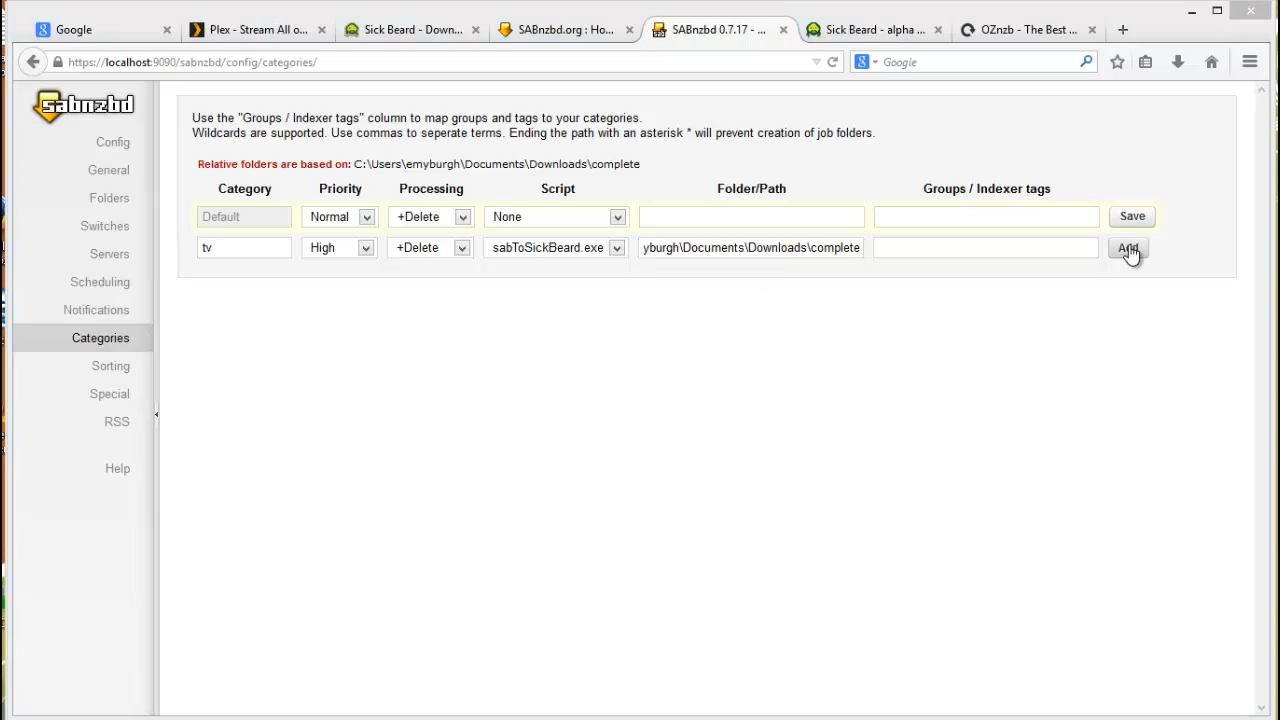 Google
Plex - Stream All o...
Sick Beard - Down...
SABnzbd.org : Ho...
SABnzbd 0.7.17 - ...
Sick Beard - alpha ...
OZnzb - The Best ...
https://localhost:9090/sabnzbd/config/categories/
Google
sabnzbd
Config
General
Folders
Switches
Servers
Scheduling
Notifications
Categories
Sorting
Special
RSS
Help
Use the "Groups / Indexer tags" column to map groups and tags to your categories.
Wildcards are supported. Use commas to seperate terms. Ending the path with an asterisk * will prevent creation of job folders.
Relative folders are based on: C:\Users\emyburgh\Documents\Downloads\complete
Category Priority Processing Script Folder/Path Groups / Indexer tags
Default Normal +Delete None Save
tv High +Delete sabToSickBeard.exe yburgh\Documents\Downloads\complete Add